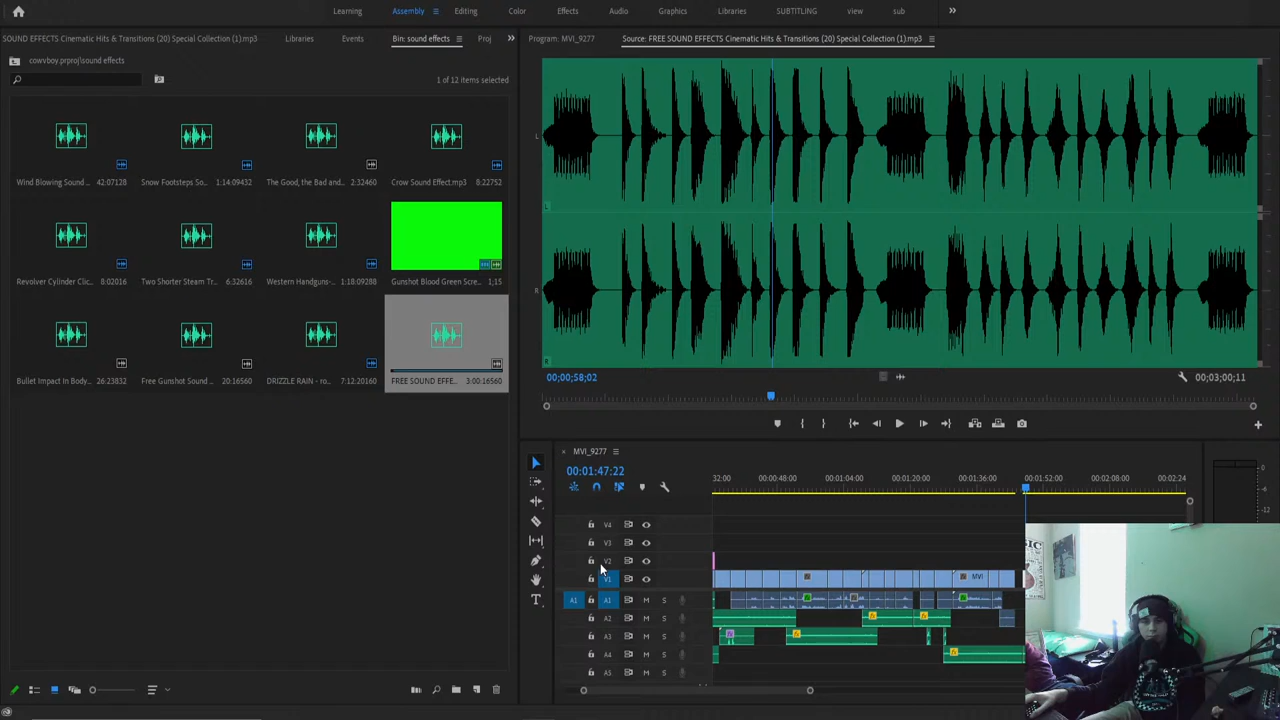 Learning Assembly Editing Color Effects Audio Graphics Libraries SUBTITLING view sub
SOUND EFFECTS Cinematic Hits & Transitions (20) Special Collection (1).mp3 Libraries Events Bin: sound effects Proj
cowvboy.prproj\sound effects
1 of 12 items selected
Wind Blowing Sound ... 42:07128
Snow Footsteps So... 1:14:09432
The Good, the Bad and... 2:32460
Crow Sound Effect.mp3 8:22752
Revolver Cylinder Clic... 8:02016
Two Shorter Steam Tr... 6:32616
Western Handguns-... 1:18:09288
Gunshot Blood Green Scre... 1;15
Bullet Impact In Body... 26:23832
Free Gunshot Sound ... 20:16560
DRIZZLE RAIN - ro... 7:12:20160
FREE SOUND EFFE... 3:00:16560
Program: MVI_9277 Source: FREE SOUND EFFECTS Cinematic Hits & Transitions (20) Special Collection (1).mp3
L
L
R
R
00;00;58;02 00;03;00;11
MVI_9277
00:01:47:22
32:00 00:00:48:00 00:01:04:00 00:01:20:00 00:01:36:00 00:01:52:00 00:02:08:00 00:02:24
V4
V3
V2
V1 MVI
A1 A1 M S
A2 M S
A3 M S
A4 M S
A5 M S
0
-6
-12